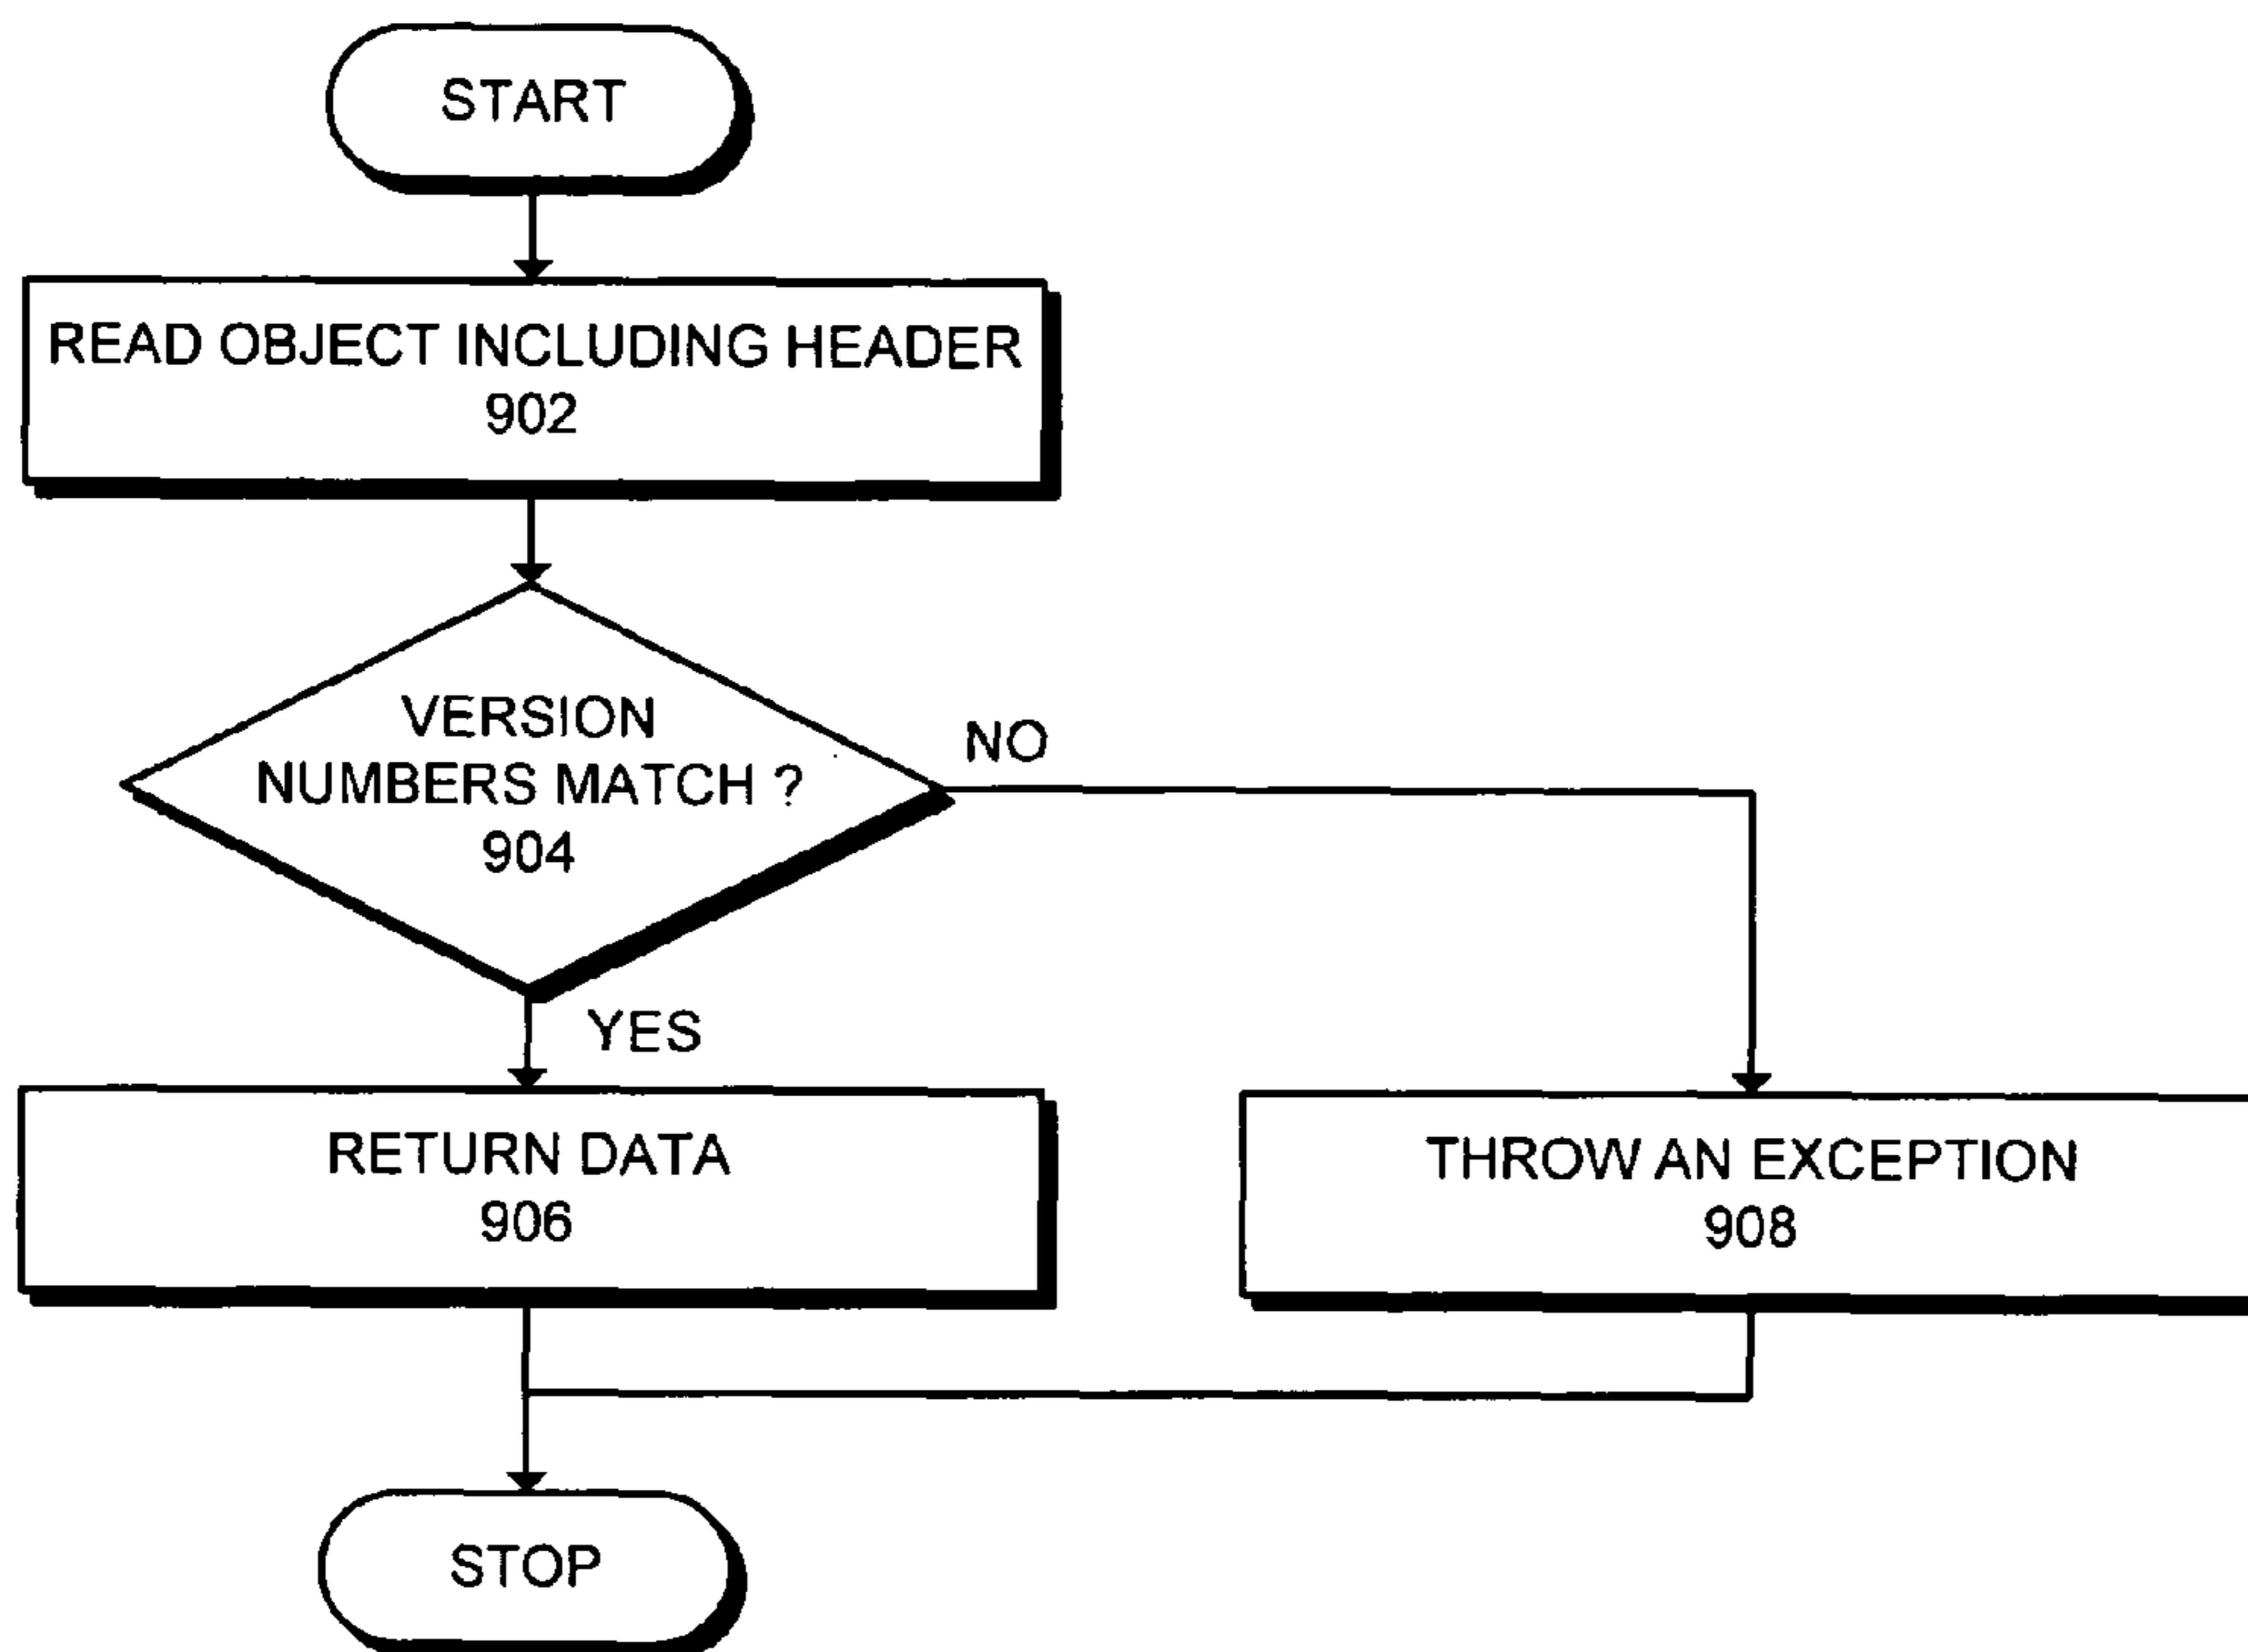 START
READ OBJECT INCLUDING HEADER
902
VERSION
NUMBERS MATCH ?
904
NO
YES
RETURN DATA
906
THROW AN EXCEPTION
908
STOP